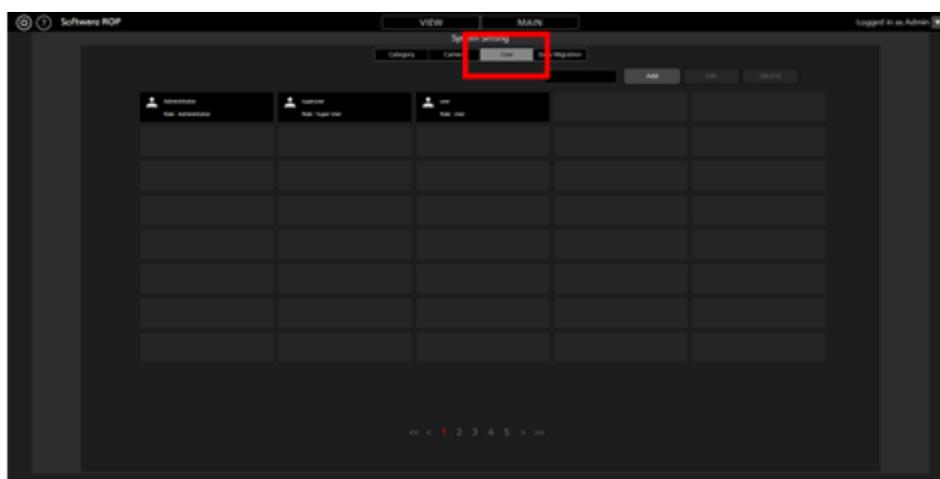 ? Software ROP VIEW MAIN Logged in as Admin
System Setting
Category Camera User Data Migration
Add Edit DELETE
Administrator superuser user
Role : Administrator Role : Super User Role : User
<< < 1 2 3 4 5 > >>